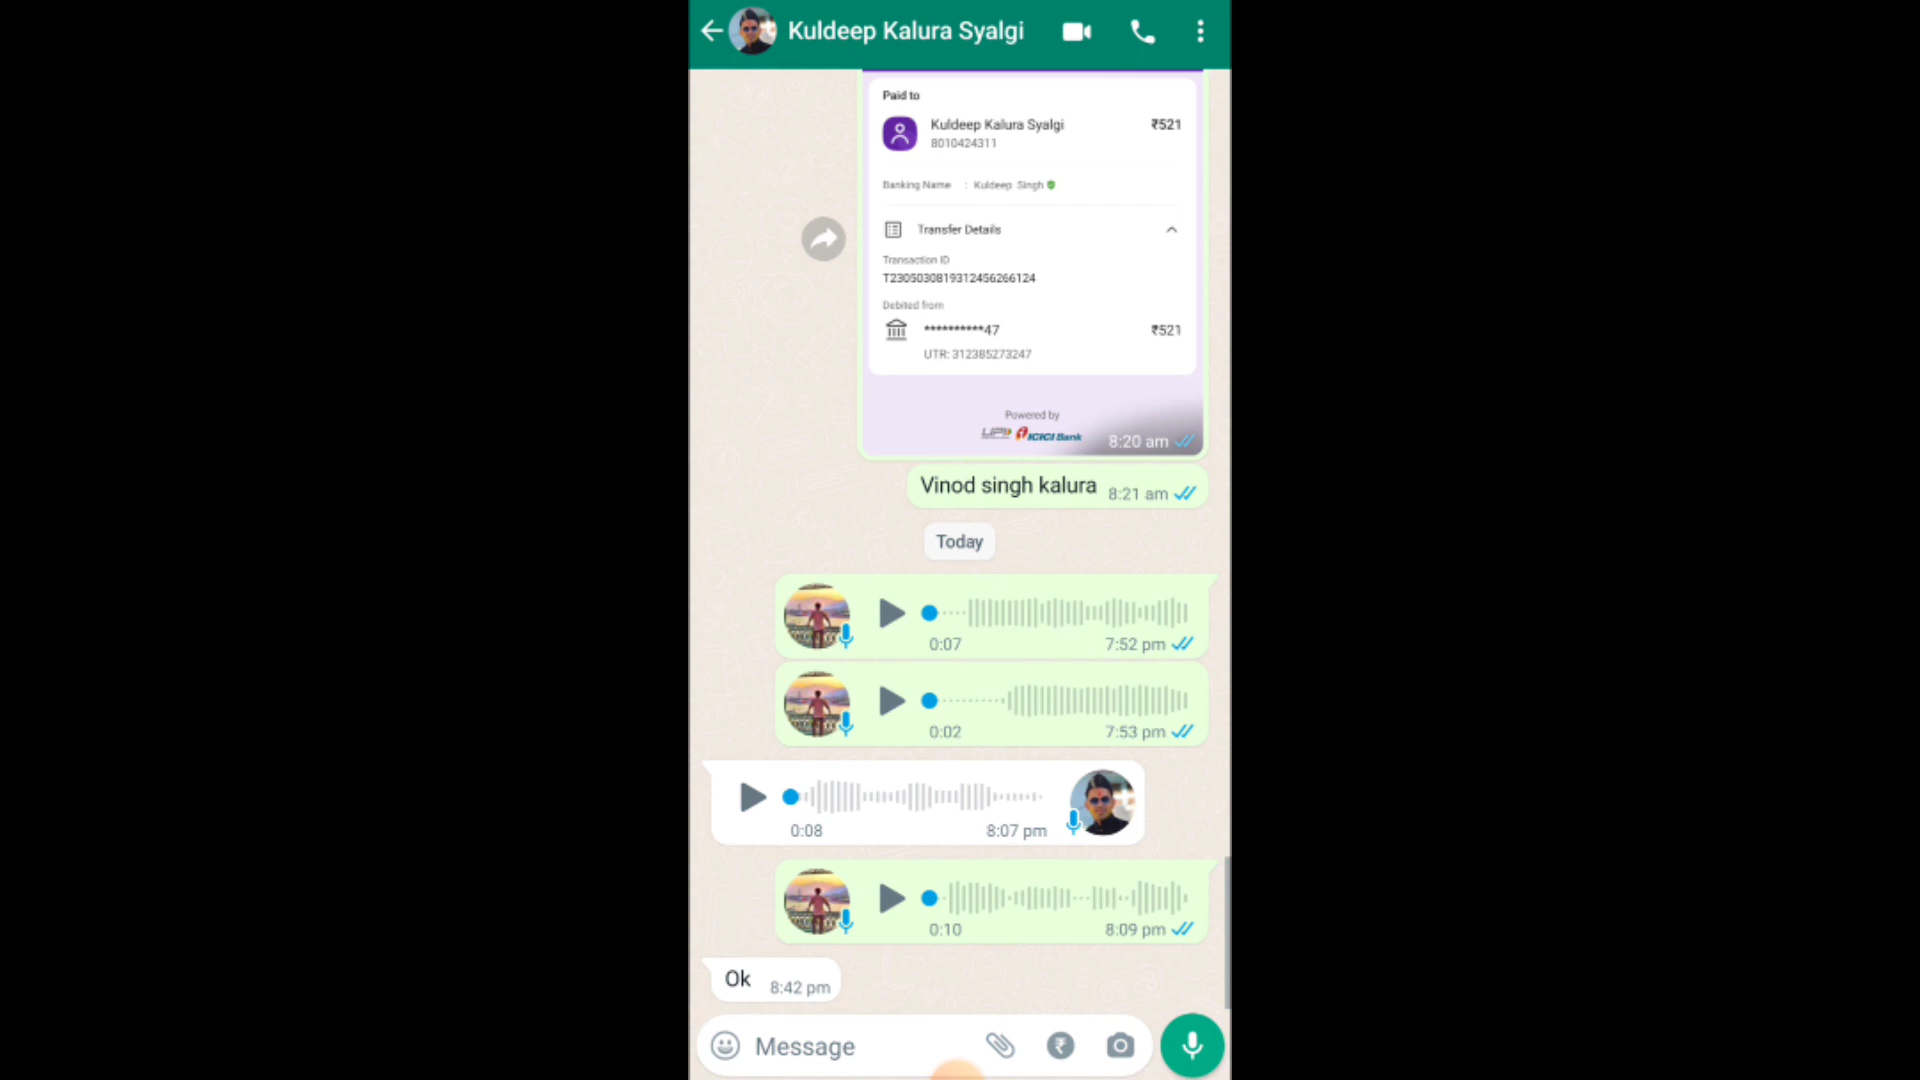 Kuldeep Kalura Syalgi
Paid to
Kuldeep Kalura Syalgi ₹521
8010424311
Banking Name : Kuldeep Singh
Transfer Details
Transaction ID
T2305030819312456266124
Debited from
**********47 ₹521
UTR: 312385273247
Powered by
UPI ICICI Bank
8:20 am
Vinod singh kalura 8:21 am
Today
0:07 7:52 pm
0:02 7:53 pm
0:08 8:07 pm
0:10 8:09 pm
Ok 8:42 pm
Message